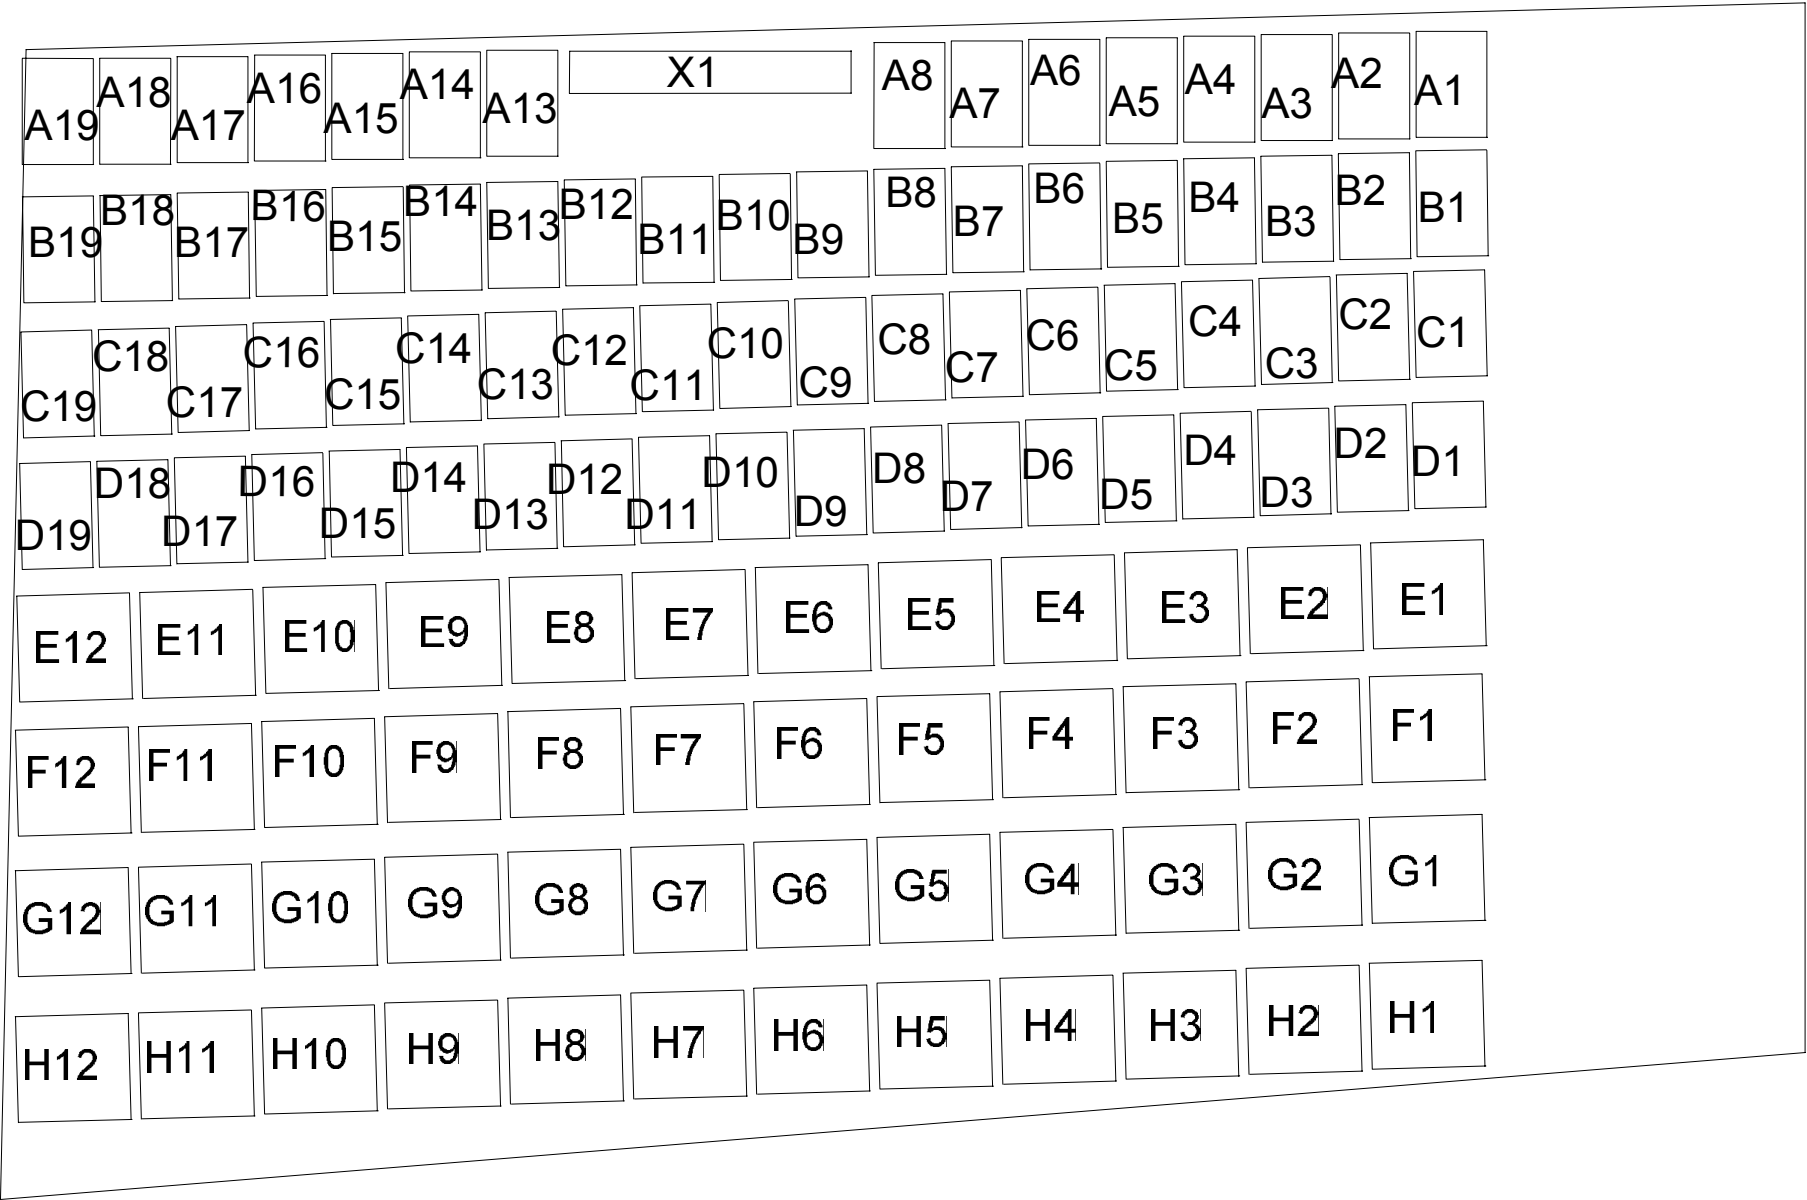 A19 A18 A17 A16 A15 A14 A13 X1 A8 A7 A6 A5 A4 A3 A2 A1
B19 B18 B17 B16 B15 B14 B13 B12 B11 B10 B9 B8 B7 B6 B5 B4 B3 B2 B1
C19 C18 C17 C16 C15 C14 C13 C12 C11 C10 C9 C8 C7 C6 C5 C4 C3 C2 C1
D19 D18 D17 D16 D15 D14 D13 D12 D11 D10 D9 D8 D7 D6 D5 D4 D3 D2 D1
E12 E11 E10 E9 E8 E7 E6 E5 E4 E3 E2 E1
F12 F11 F10 F9 F8 F7 F6 F5 F4 F3 F2 F1
G12 G11 G10 G9 G8 G7 G6 G5 G4 G3 G2 G1
H12 H11 H10 H9 H8 H7 H6 H5 H4 H3 H2 H1